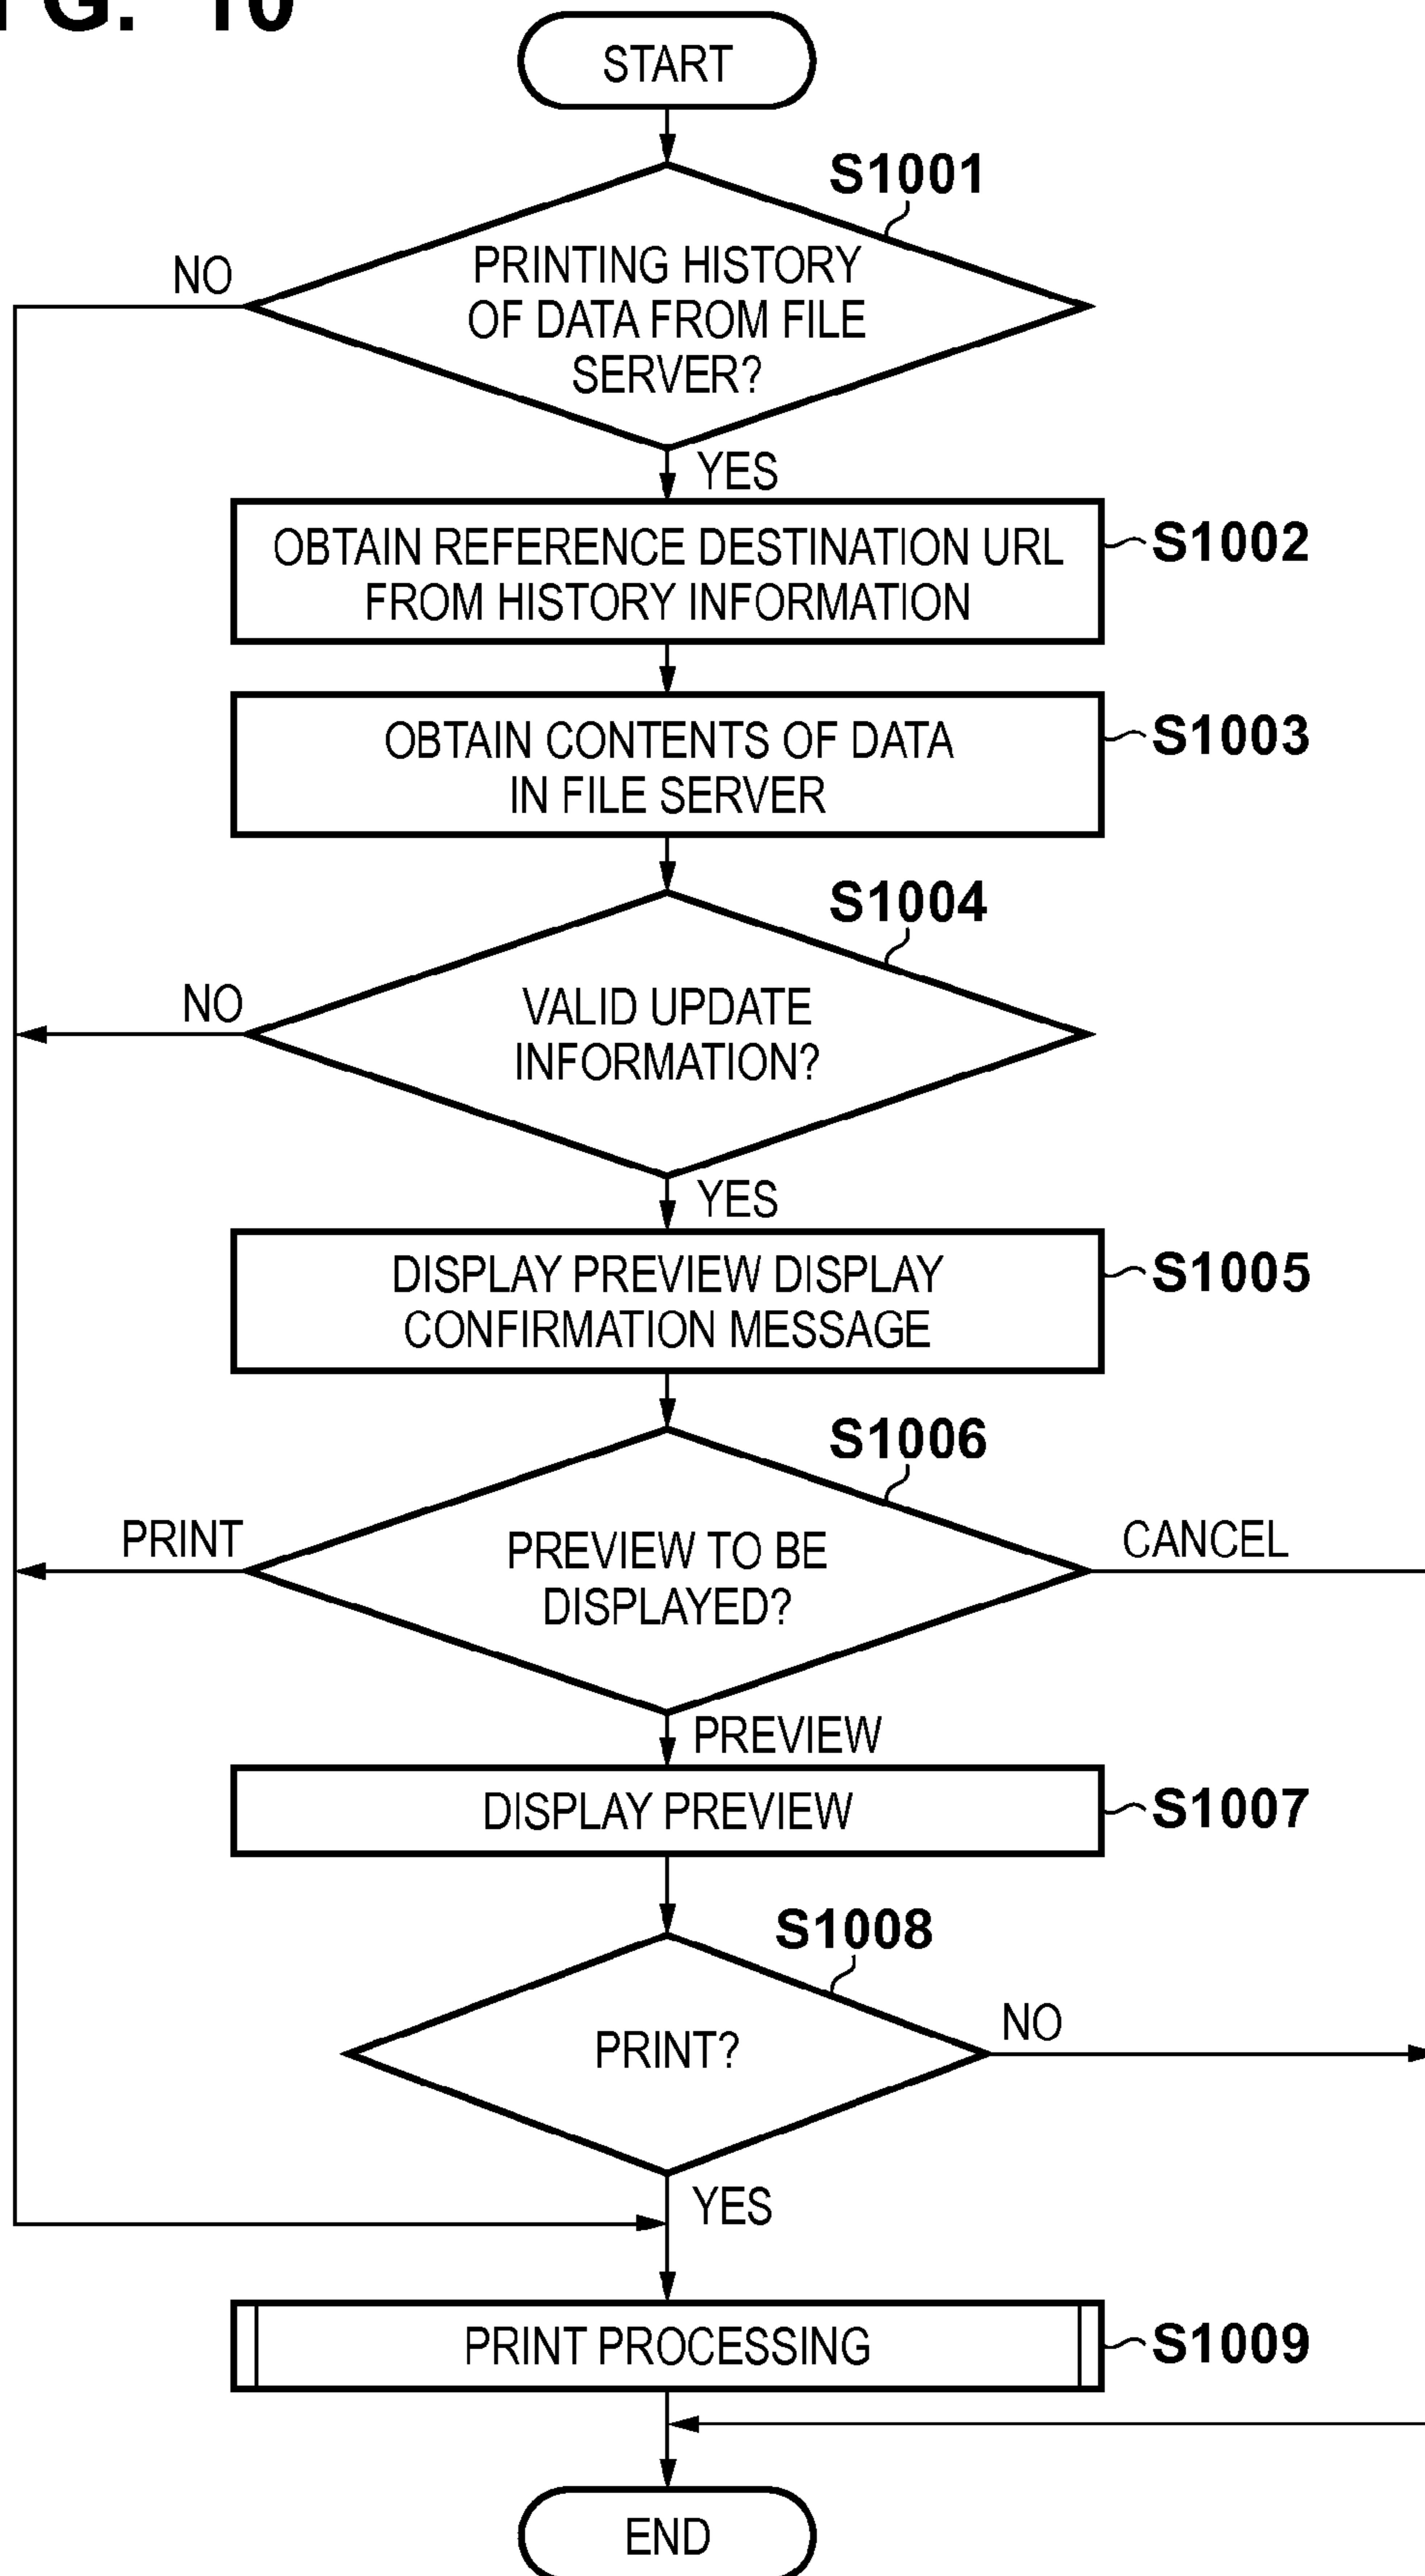 FG. 10
START
S1001
NO
PRINTING HISTORY
OF DATA FROM FILE
SERVER?
YES
OBTAIN REFERENCE DESTINATION URL
FROM HISTORY INFORMATION
S1002
OBTAIN CONTENTS OF DATA
IN FILE SERVER
S1003
S1004
NO
VALID UPDATE
INFORMATION?
YES
DISPLAY PREVIEW DISPLAY
CONFIRMATION MESSAGE
S1005
S1006
PRINT
PREVIEW TO BE
DISPLAYED?
CANCEL
PREVIEW
DISPLAY PREVIEW
S1007
S1008
PRINT?
NO
YES
PRINT PROCESSING
S1009
END